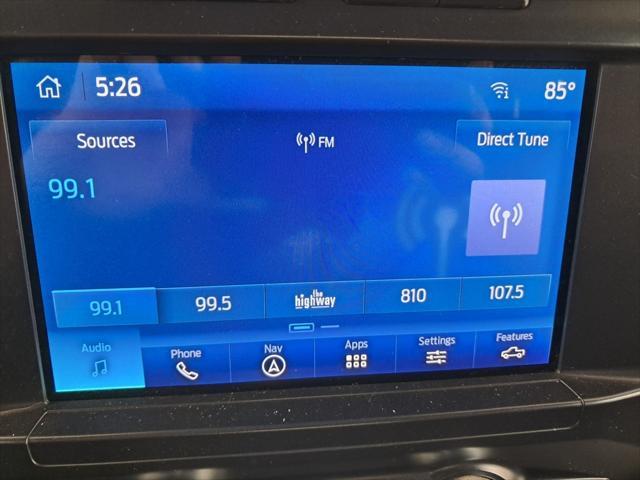 5:26
85°
Sources
FM
Direct Tune
99.1
99.1
99.5
the
highway
810
107.5
Audio
Phone
Nav
Apps
Settings
Features